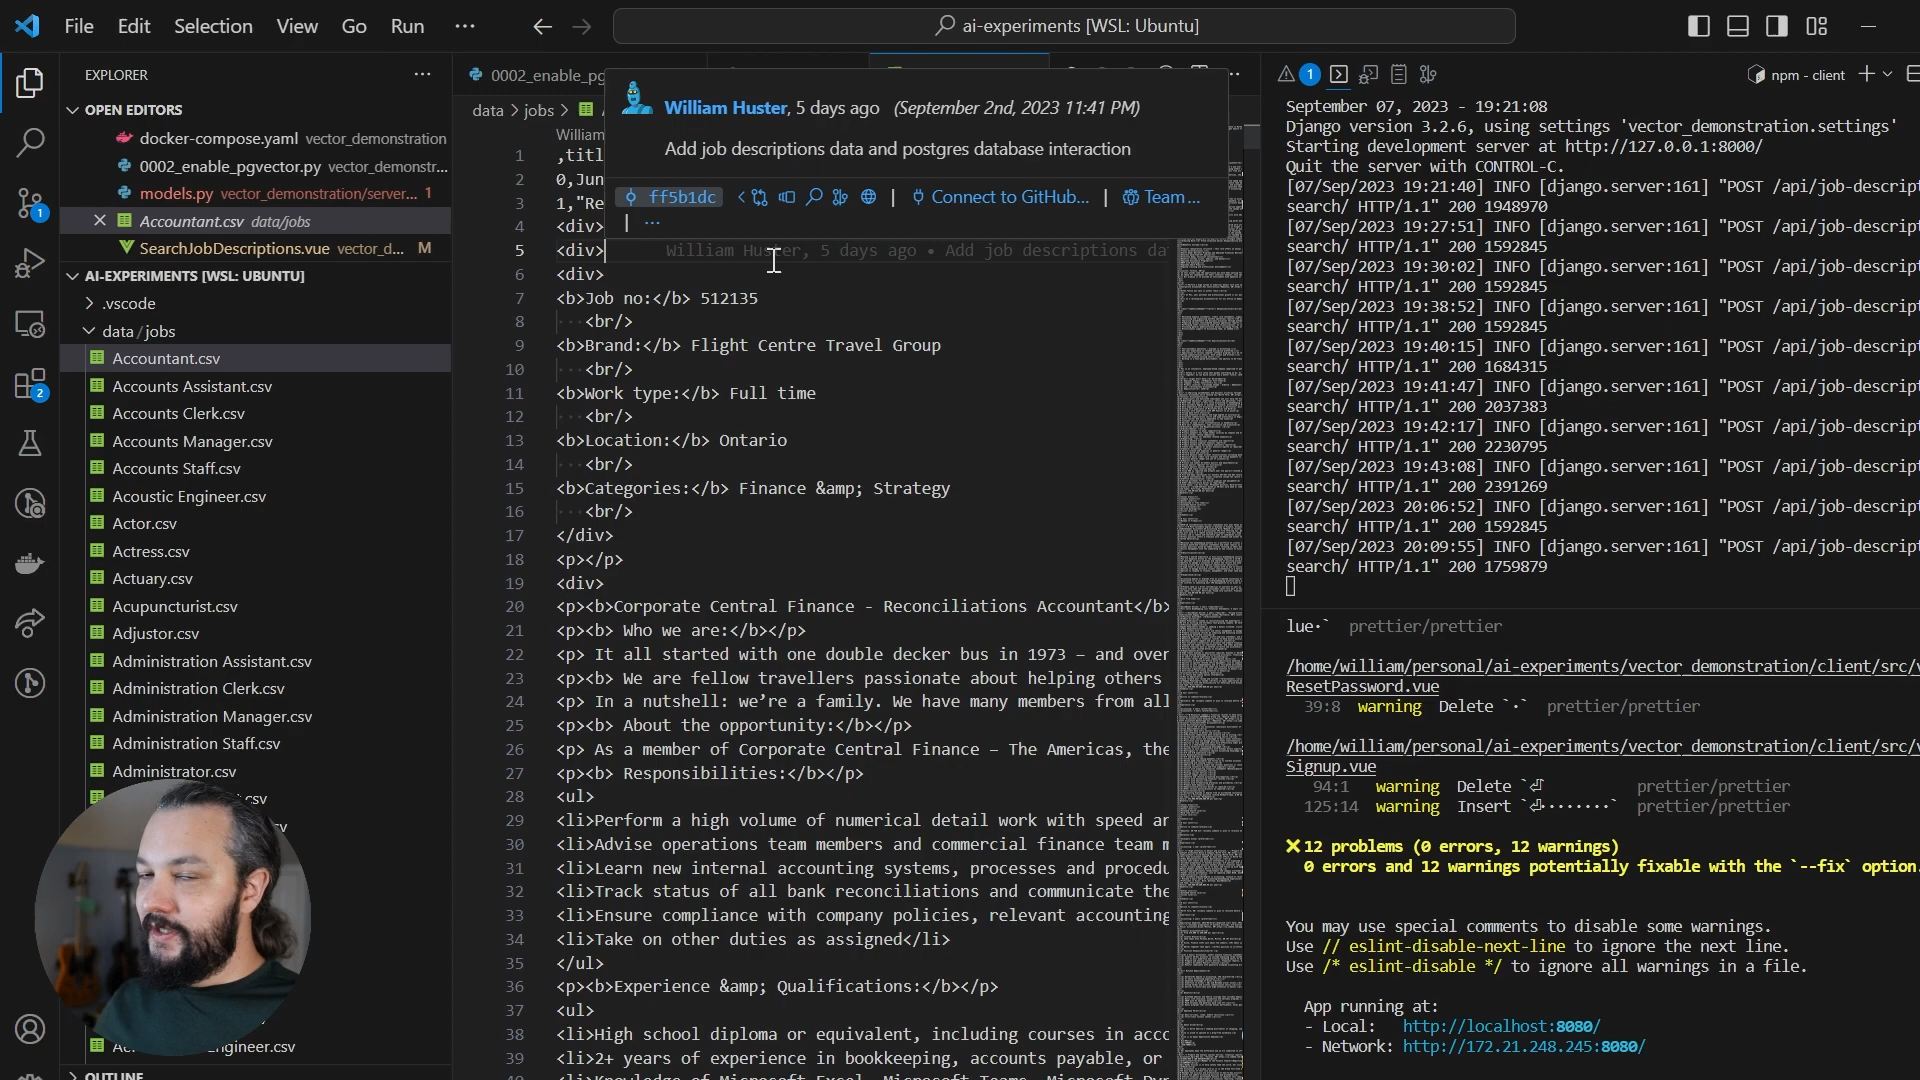 File Edit Selection View Go Run ···
ai-experiments [WSL: Ubuntu]
EXPLORER
OPEN EDITORS
docker-compose.yaml vector_demonstration
0002_enable_pgvector.py vector_demonstr...
models.py vector_demonstration/server... 1
Accountant.csv data/jobs
SearchJobDescriptions.vue vector_d... M
AI-EXPERIMENTS [WSL: UBUNTU]
.vscode
data/jobs
Accountant.csv
Accounts Assistant.csv
Accounts Clerk.csv
Accounts Manager.csv
Accounts Staff.csv
Acoustic Engineer.csv
Actor.csv
Actress.csv
Actuary.csv
Acupuncturist.csv
Adjustor.csv
Administration Assistant.csv
Administration Clerk.csv
Administration Manager.csv
Administration Staff.csv
Administrator.csv
OUTLINE
1
2
0002_enable_pg
data > jobs >
William
William Huster, 5 days ago (September 2nd, 2023 11:41 PM)
Add job descriptions data and postgres database interaction
ff5b1dc | Connect to GitHub... | Team...
| ...
1 ,titl
2 0,Jun
3 1,"Re
4 <div>
5 <div> William Huster, 5 days ago • Add job descriptions da
6 <div>
7 <b>Job no:</b> 512135
8 <br/>
9 <b>Brand:</b> Flight Centre Travel Group
10 <br/>
11 <b>Work type:</b> Full time
12 <br/>
13 <b>Location:</b> Ontario
14 <br/>
15 <b>Categories:</b> Finance &amp; Strategy
16 <br/>
17 </div>
18 <p></p>
19 <div>
20 <p><b>Corporate Central Finance - Reconciliations Accountant</b>
21 <p><b> Who we are:</b></p>
22 <p> It all started with one double decker bus in 1973 – and over
23 <p><b> We are fellow travellers passionate about helping others
24 <p> In a nutshell: we’re a family. We have many members from all
25 <p><b> About the opportunity:</b></p>
26 <p> As a member of Corporate Central Finance – The Americas, the
27 <p><b> Responsibilities:</b></p>
28 <ul>
29 <li>Perform a high volume of numerical detail work with speed an
30 <li>Advise operations team members and commercial finance team m
31 <li>Learn new internal accounting systems, processes and procedu
32 <li>Track status of all bank reconciliations and communicate the
33 <li>Ensure compliance with company policies, relevant accounting
34 <li>Take on other duties as assigned</li>
35 </ul>
36 <p><b>Experience &amp; Qualifications:</b></p>
37 <ul>
38 <li>High school diploma or equivalent, including courses in acco
39 <li>2+ years of experience in bookkeeping, accounts payable, or
1
npm - client
September 07, 2023 - 19:21:08
Django version 3.2.6, using settings 'vector_demonstration.settings'
Starting development server at http://127.0.0.1:8000/
Quit the server with CONTROL-C.
[07/Sep/2023 19:21:40] INFO [django.server:161] "POST /api/job-descript
search/ HTTP/1.1" 200 1948970
[07/Sep/2023 19:27:51] INFO [django.server:161] "POST /api/job-descript
search/ HTTP/1.1" 200 1592845
[07/Sep/2023 19:30:02] INFO [django.server:161] "POST /api/job-descript
search/ HTTP/1.1" 200 1592845
[07/Sep/2023 19:38:52] INFO [django.server:161] "POST /api/job-descript
search/ HTTP/1.1" 200 1592845
[07/Sep/2023 19:40:15] INFO [django.server:161] "POST /api/job-descript
search/ HTTP/1.1" 200 1684315
[07/Sep/2023 19:41:47] INFO [django.server:161] "POST /api/job-descript
search/ HTTP/1.1" 200 2037383
[07/Sep/2023 19:42:17] INFO [django.server:161] "POST /api/job-descript
search/ HTTP/1.1" 200 2230795
[07/Sep/2023 19:43:08] INFO [django.server:161] "POST /api/job-descript
search/ HTTP/1.1" 200 2391269
[07/Sep/2023 20:06:52] INFO [django.server:161] "POST /api/job-descript
search/ HTTP/1.1" 200 1592845
[07/Sep/2023 20:09:55] INFO [django.server:161] "POST /api/job-descript
search/ HTTP/1.1" 200 1759879
lue·` prettier/prettier
/home/william/personal/ai-experiments/vector_demonstration/client/src/v
ResetPassword.vue
39:8 warning Delete `·` prettier/prettier
/home/william/personal/ai-experiments/vector_demonstration/client/src/v
Signup.vue
94:1 warning Delete `⏎ prettier/prettier
125:14 warning Insert `⏎········` prettier/prettier
✖ 12 problems (0 errors, 12 warnings)
0 errors and 12 warnings potentially fixable with the `--fix` option.
You may use special comments to disable some warnings.
Use // eslint-disable-next-line to ignore the next line.
Use /* eslint-disable */ to ignore all warnings in a file.
App running at:
- Local: http://localhost:8080/
- Network: http://172.21.248.245:8080/